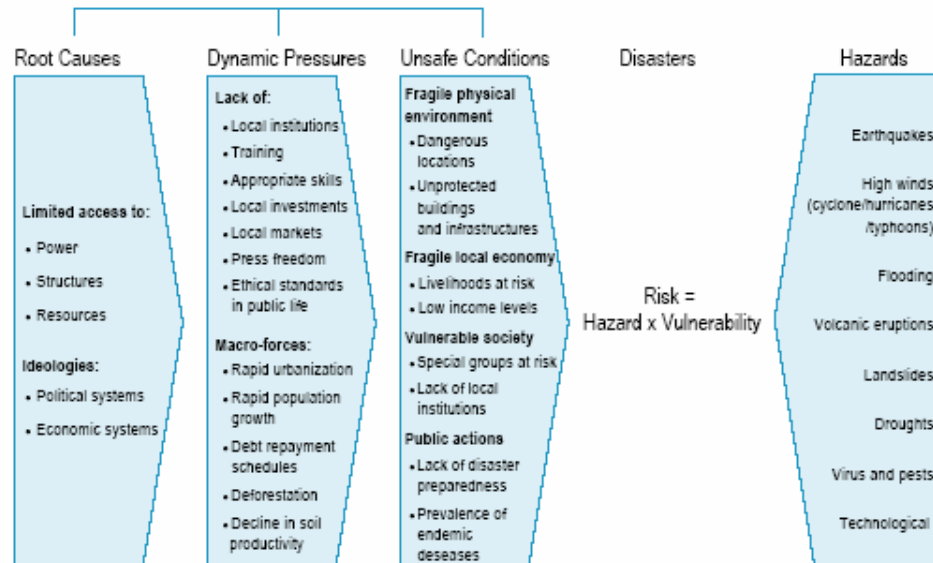 Root Causes
Limited access to:
• Power
• Structures
• Resources
Ideologies:
• Political systems
• Economic systems
Dynamic Pressures
Lack of:
• Local institutions
• Training
• Appropriate skills
• Local investments
• Local markets
• Press freedom
• Ethical standards
in public life
Macro-forces:
• Rapid urbanization
• Rapid population
growth
• Debt repayment
schedules
• Deforestation
• Decline in soil
productivity
Unsafe Conditions
Fragile physical
environment
• Dangerous
locations
• Unprotected
buildings
and infrastructures
Fragile local economy
• Livelihoods at risk
• Low income levels
Vulnerable society
• Special groups at risk
• Lack of local
institutions
Public actions
• Lack of disaster
preparedness
• Prevalence of
endemic
deseases
Disasters
Risk =
Hazard x Vulnerability
Hazards
Earthquakes
High winds
(cyclone/hurricanes
/typhoons)
Flooding
Volcanic eruptions
Landslides
Droughts
Virus and pests
Technological